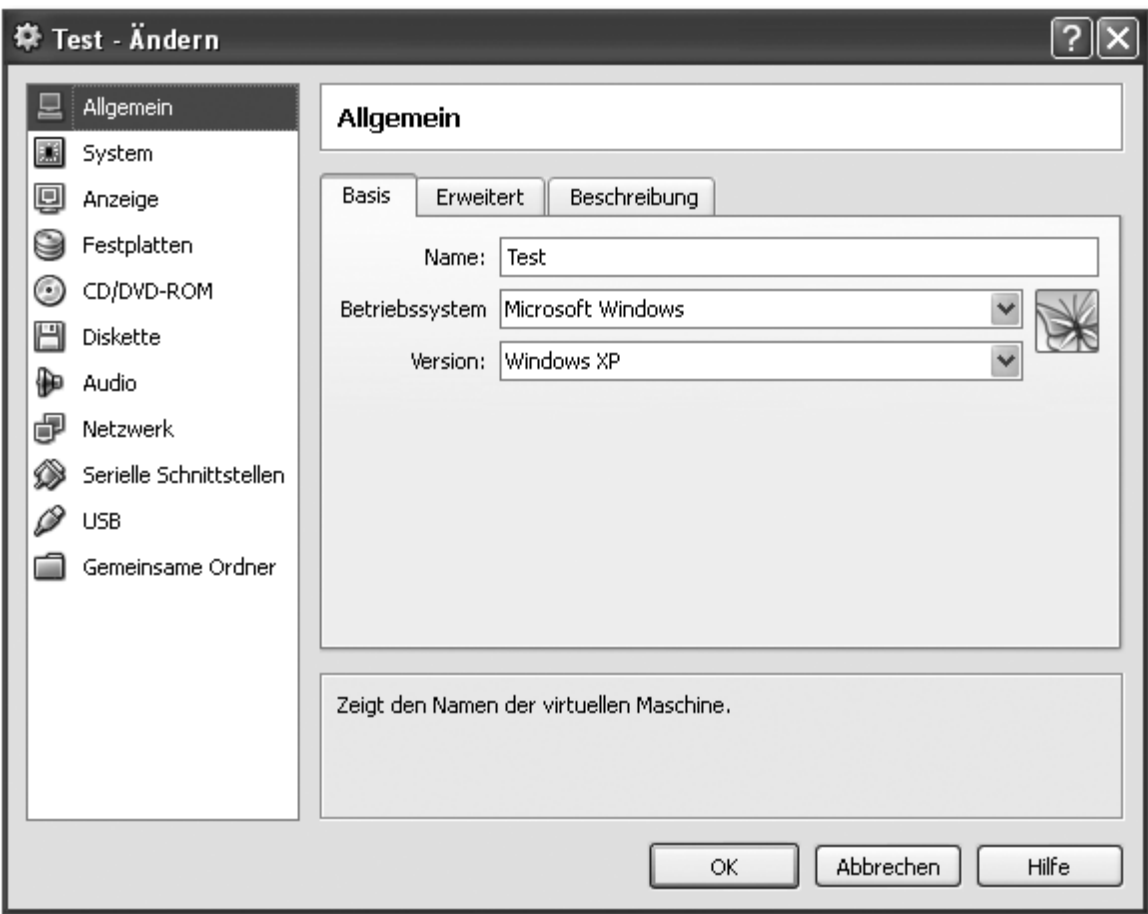 Test - Ändern
Allgemein
System
Anzeige
Festplatten
CD/DVD-ROM
Diskette
Audio
Netzwerk
Serielle Schnittstellen
USB
Gemeinsame Ordner
Allgemein
Basis Erweitert Beschreibung
Name: Test
Betriebssystem Microsoft Windows
Version: Windows XP
Zeigt den Namen der virtuellen Maschine.
OK Abbrechen Hilfe